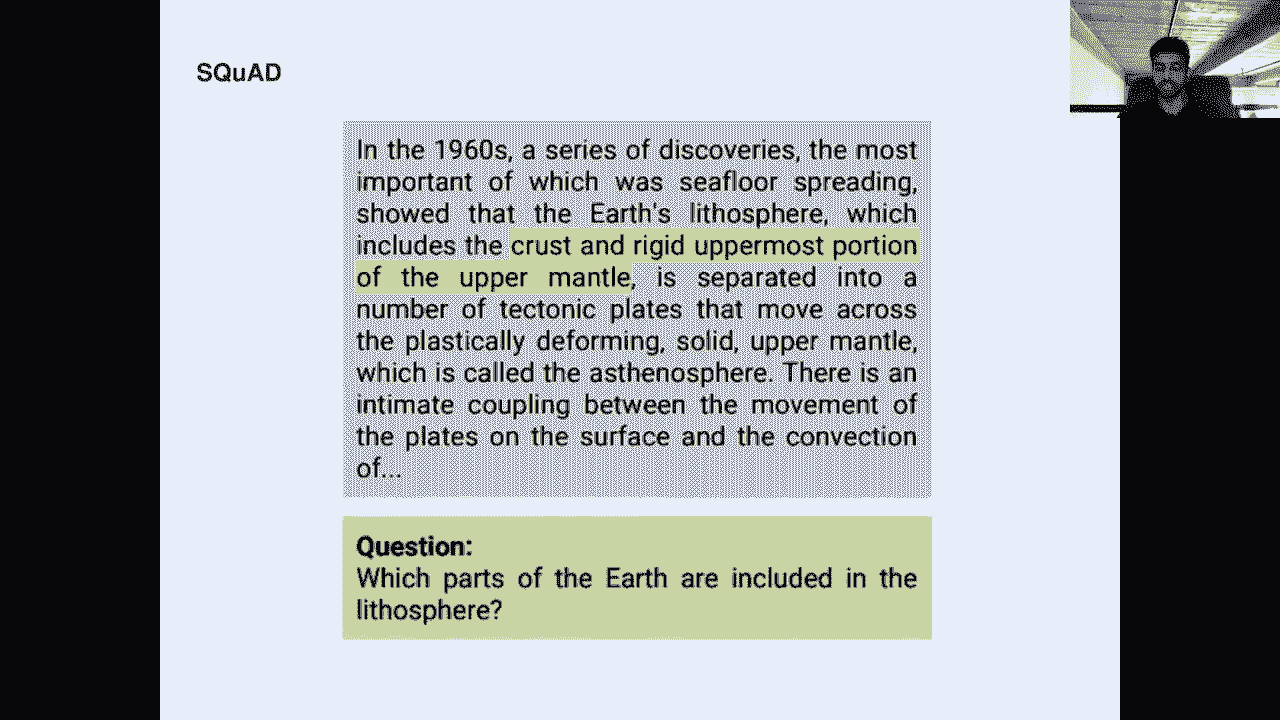 SQuAD
In the 1960s, a series of discoveries, the most
important of which was seafloor spreading,
showed that the Earth's lithosphere, which
includes the crust and rigid uppermost portion
of the upper mantle, is separated into a
number of tectonic plates that move across
the plastically deforming, solid, upper mantle,
which is called the asthenosphere. There is an
intimate coupling between the movement of
the plates on the surface and the convection
of...
Question:
Which parts of the Earth are included in the
lithosphere?